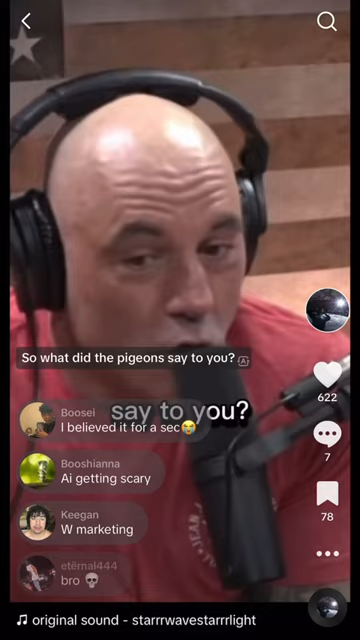 So what did the pigeons say to you?
say to you?
Boosei
I believed it for a sec😭
Booshianna
Ai getting scary
Keegan
W marketing
etërnal444
bro 💀
622
7
78
original sound - starrrwavestarrrlight